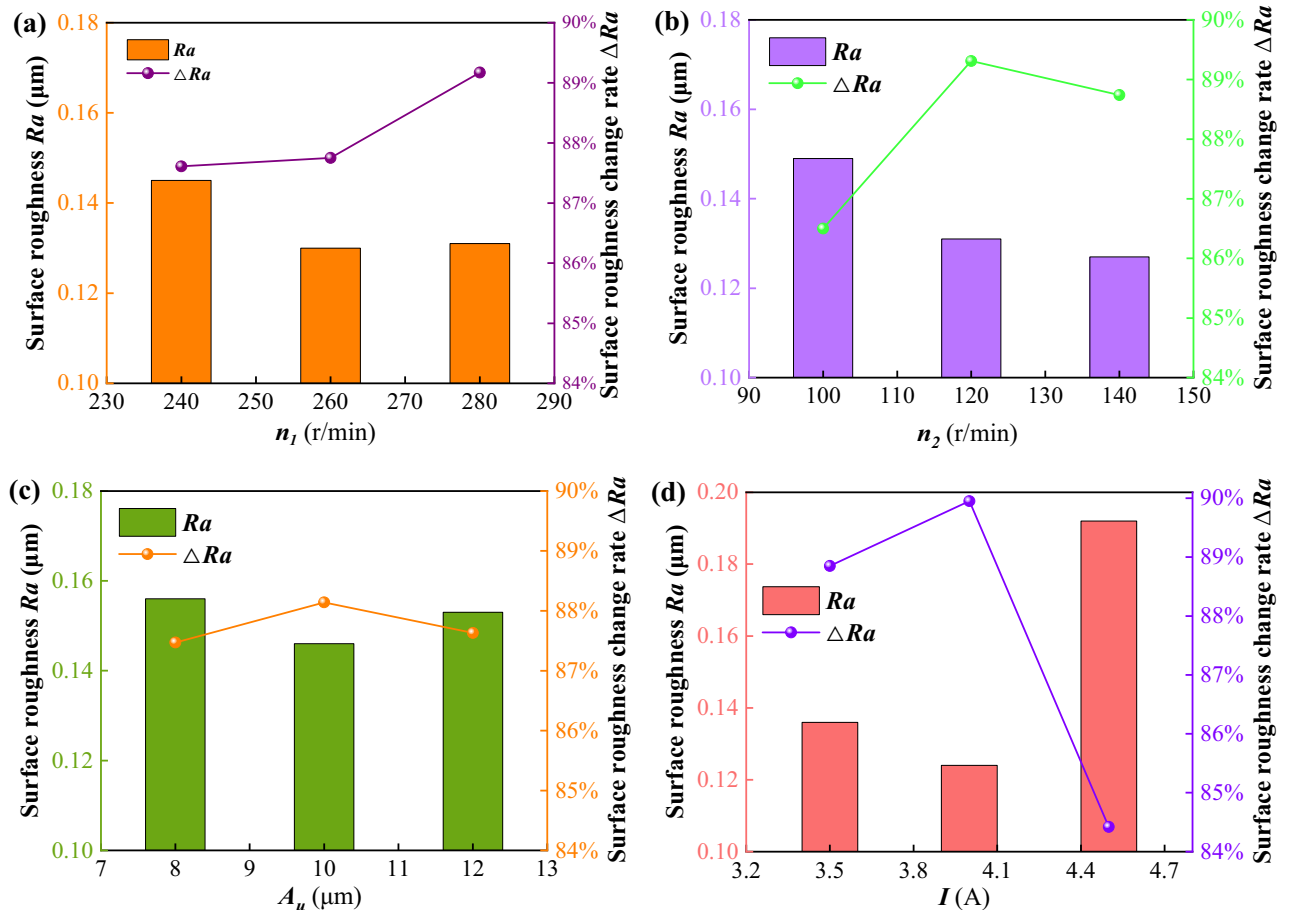 (a)
Surface roughness Ra (μm)
0.18
0.16
0.14
0.12
0.10
Ra
△Ra
90%
89%
88%
87%
86%
85%
84%
Surface roughness change rate △Ra
230 240 250 260 270 280 290
n1 (r/min)
(b)
Surface roughness Ra (μm)
0.18
0.16
0.14
0.12
0.10
Ra
△Ra
90%
89%
88%
87%
86%
85%
84%
Surface roughness change rate △Ra
90 100 110 120 130 140 150
n2 (r/min)
(c)
Surface roughness Ra (μm)
0.18
0.16
0.14
0.12
0.10
Ra
△Ra
90%
89%
88%
87%
86%
85%
84%
Surface roughness change rate △Ra
7 8 9 10 11 12 13
Au (μm)
(d)
Surface roughness Ra (μm)
0.20
0.18
0.16
0.14
0.12
0.10
Ra
△Ra
90%
89%
88%
87%
86%
85%
84%
Surface roughness change rate △Ra
3.2 3.5 3.8 4.1 4.4 4.7
I (A)